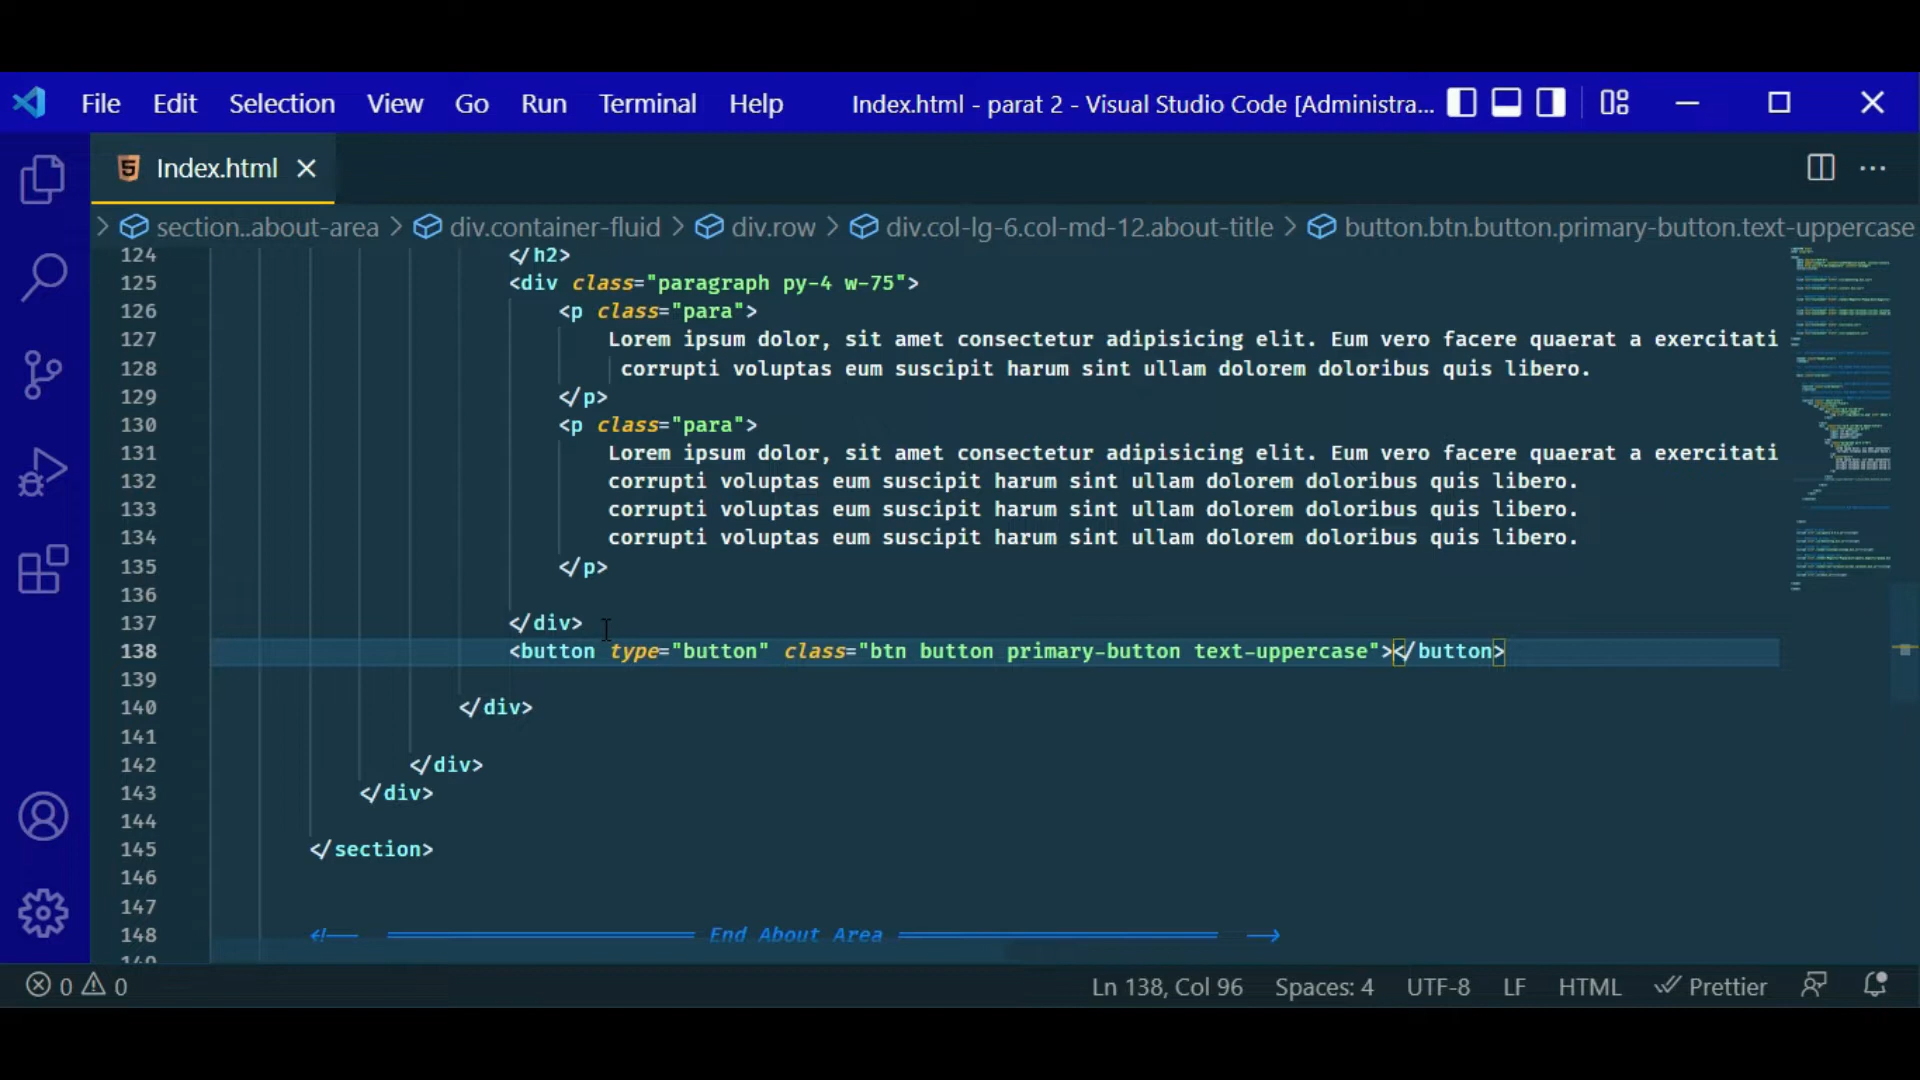 File Edit Selection View Go Run Terminal Help Index.html - parat 2 - Visual Studio Code [Administra...
Index.html
section..about-area > div.container-fluid > div.row > div.col-lg-6.col-md-12.about-title > button.btn.button.primary-button.text-uppercase
124 </h2>
125 <div class="paragraph py-4 w-75">
126 <p class="para">
127 Lorem ipsum dolor, sit amet consectetur adipisicing elit. Eum vero facere quaerat a exercitati
128 corrupti voluptas eum suscipit harum sint ullam dolorem doloribus quis libero.
129 </p>
130 <p class="para">
131 Lorem ipsum dolor, sit amet consectetur adipisicing elit. Eum vero facere quaerat a exercitati
132 corrupti voluptas eum suscipit harum sint ullam dolorem doloribus quis libero.
133 corrupti voluptas eum suscipit harum sint ullam dolorem doloribus quis libero.
134 corrupti voluptas eum suscipit harum sint ullam dolorem doloribus quis libero.
135 </p>
136
137 </div>
138 <button type="button" class="btn button primary-button text-uppercase"></button>
139
140 </div>
141
142 </div>
143 </div>
144
145 </section>
146
147
148 <!-- ========================= End About Area ========================== -->
0 0 Ln 138, Col 96 Spaces: 4 UTF-8 LF HTML Prettier